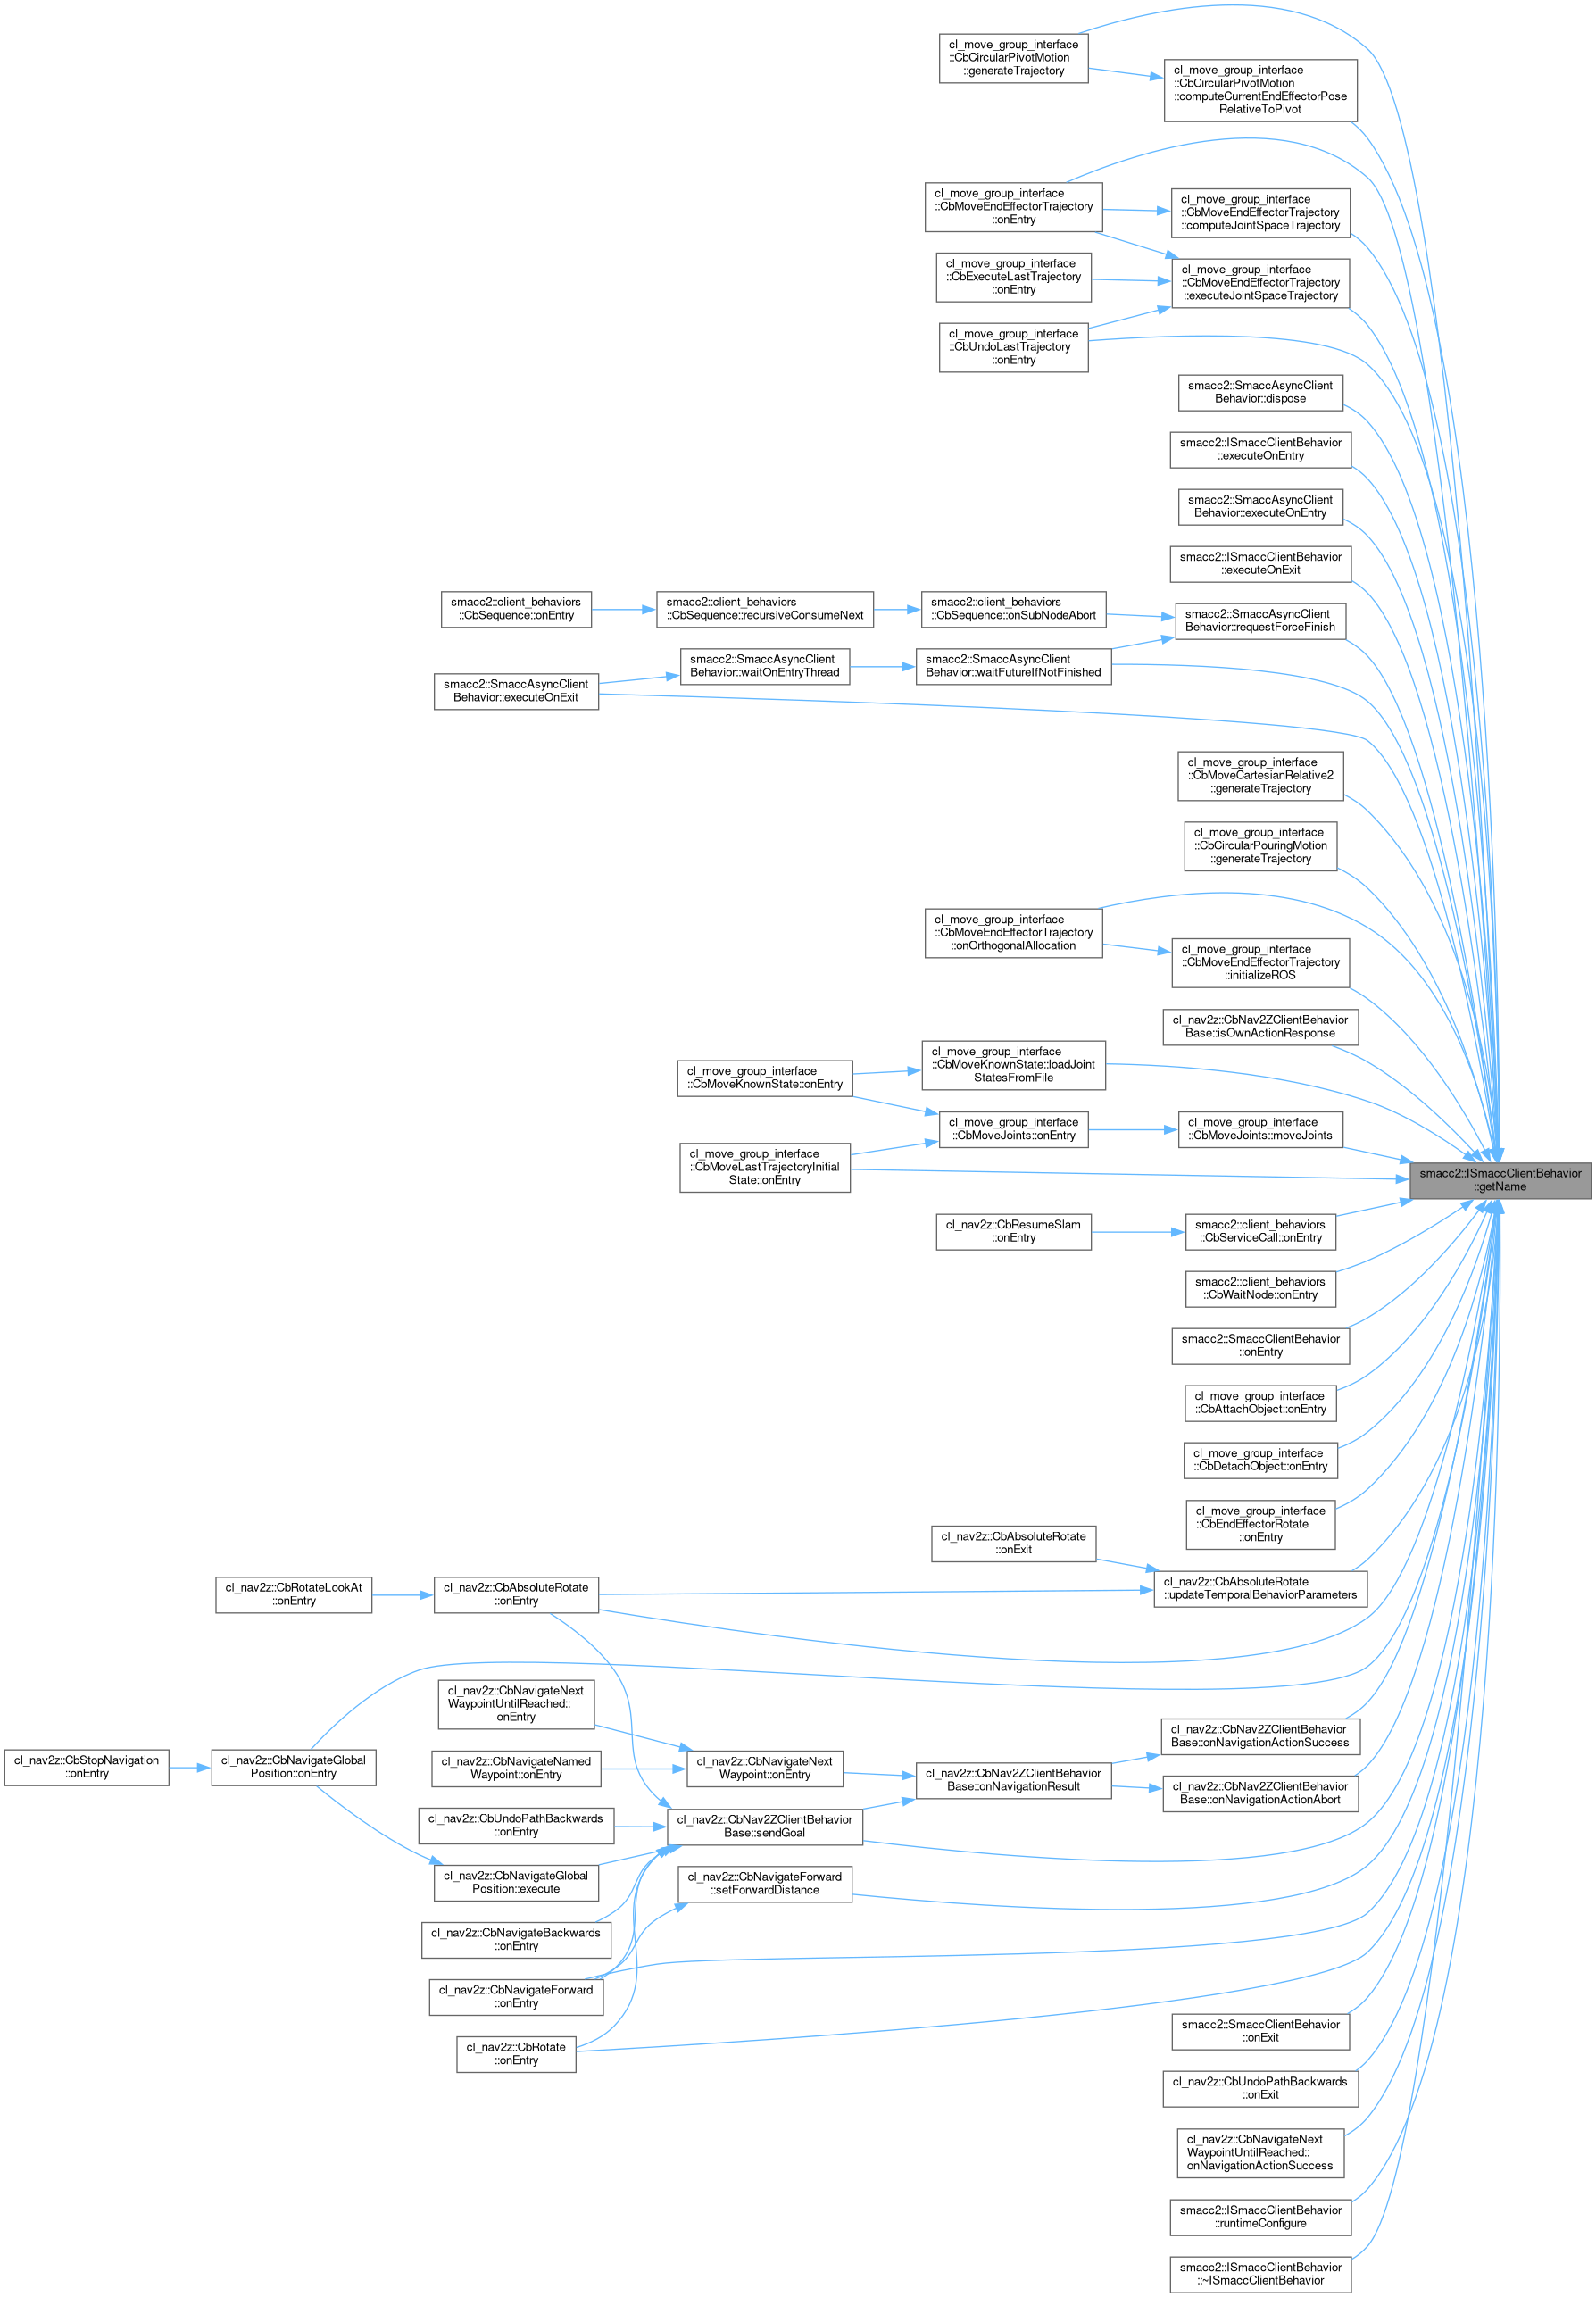 cl_move_group_interface
::CbCircularPivotMotion
::generateTrajectory
cl_move_group_interface
::CbCircularPivotMotion
::computeCurrentEndEffectorPose
RelativeToPivot
cl_move_group_interface
::CbMoveEndEffectorTrajectory
::onEntry
cl_move_group_interface
::CbMoveEndEffectorTrajectory
::computeJointSpaceTrajectory
cl_move_group_interface
::CbExecuteLastTrajectory
::onEntry
cl_move_group_interface
::CbMoveEndEffectorTrajectory
::executeJointSpaceTrajectory
cl_move_group_interface
::CbUndoLastTrajectory
::onEntry
smacc2::SmaccAsyncClient
Behavior::dispose
smacc2::ISmaccClientBehavior
::executeOnEntry
smacc2::SmaccAsyncClient
Behavior::executeOnEntry
smacc2::ISmaccClientBehavior
::executeOnExit
smacc2::client_behaviors
::CbSequence::onEntry
smacc2::client_behaviors
::CbSequence::recursiveConsumeNext
smacc2::client_behaviors
::CbSequence::onSubNodeAbort
smacc2::SmaccAsyncClient
Behavior::requestForceFinish
smacc2::SmaccAsyncClient
Behavior::executeOnExit
smacc2::SmaccAsyncClient
Behavior::waitOnEntryThread
smacc2::SmaccAsyncClient
Behavior::waitFutureIfNotFinished
cl_move_group_interface
::CbMoveCartesianRelative2
::generateTrajectory
cl_move_group_interface
::CbCircularPouringMotion
::generateTrajectory
cl_move_group_interface
::CbMoveEndEffectorTrajectory
::onOrthogonalAllocation
cl_move_group_interface
::CbMoveEndEffectorTrajectory
::initializeROS
cl_nav2z::CbNav2ZClientBehavior
Base::isOwnActionResponse
cl_move_group_interface
::CbMoveKnownState::onEntry
cl_move_group_interface
::CbMoveKnownState::loadJoint
StatesFromFile
cl_move_group_interface
::CbMoveJoints::onEntry
cl_move_group_interface
::CbMoveJoints::moveJoints
cl_move_group_interface
::CbMoveLastTrajectoryInitial
State::onEntry
smacc2::ISmaccClientBehavior
::getName
cl_nav2z::CbResumeSlam
::onEntry
smacc2::client_behaviors
::CbServiceCall::onEntry
smacc2::client_behaviors
::CbWaitNode::onEntry
smacc2::SmaccClientBehavior
::onEntry
cl_move_group_interface
::CbAttachObject::onEntry
cl_move_group_interface
::CbDetachObject::onEntry
cl_move_group_interface
::CbEndEffectorRotate
::onEntry
cl_nav2z::CbAbsoluteRotate
::onExit
cl_nav2z::CbRotateLookAt
::onEntry
cl_nav2z::CbAbsoluteRotate
::onEntry
cl_nav2z::CbAbsoluteRotate
::updateTemporalBehaviorParameters
cl_nav2z::CbNavigateNext
WaypointUntilReached::
onEntry
cl_nav2z::CbNav2ZClientBehavior
Base::onNavigationActionSuccess
cl_nav2z::CbStopNavigation
::onEntry
cl_nav2z::CbNavigateGlobal
Position::onEntry
cl_nav2z::CbNavigateNamed
Waypoint::onEntry
cl_nav2z::CbNavigateNext
Waypoint::onEntry
cl_nav2z::CbNav2ZClientBehavior
Base::onNavigationResult
cl_nav2z::CbNav2ZClientBehavior
Base::onNavigationActionAbort
cl_nav2z::CbUndoPathBackwards
::onEntry
cl_nav2z::CbNav2ZClientBehavior
Base::sendGoal
cl_nav2z::CbNavigateGlobal
Position::execute
cl_nav2z::CbNavigateForward
::setForwardDistance
cl_nav2z::CbNavigateBackwards
::onEntry
cl_nav2z::CbNavigateForward
::onEntry
cl_nav2z::CbRotate
::onEntry
smacc2::SmaccClientBehavior
::onExit
cl_nav2z::CbUndoPathBackwards
::onExit
cl_nav2z::CbNavigateNext
WaypointUntilReached::
onNavigationActionSuccess
smacc2::ISmaccClientBehavior
::runtimeConfigure
smacc2::ISmaccClientBehavior
::~ISmaccClientBehavior